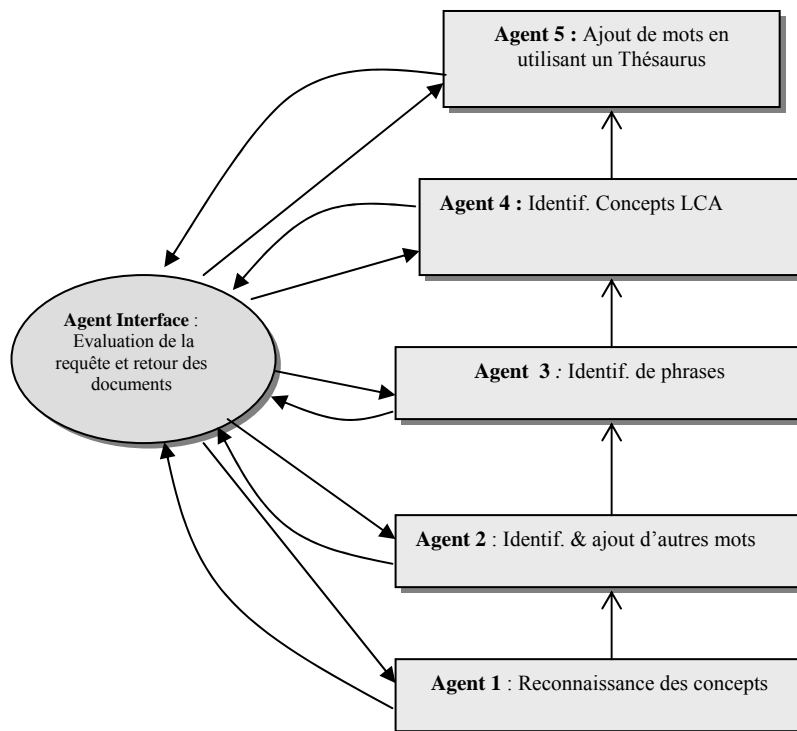 Agent 5 : Ajout de mots en
utilisant un Thésaurus
Agent 4 : Identif. Concepts LCA
Agent Interface :
Evaluation de la
requête et retour des
documents
Agent 3 : Identif. de phrases
Agent 2 : Identif. & ajout d'autres mots
Agent 1 : Reconnaissance des concepts